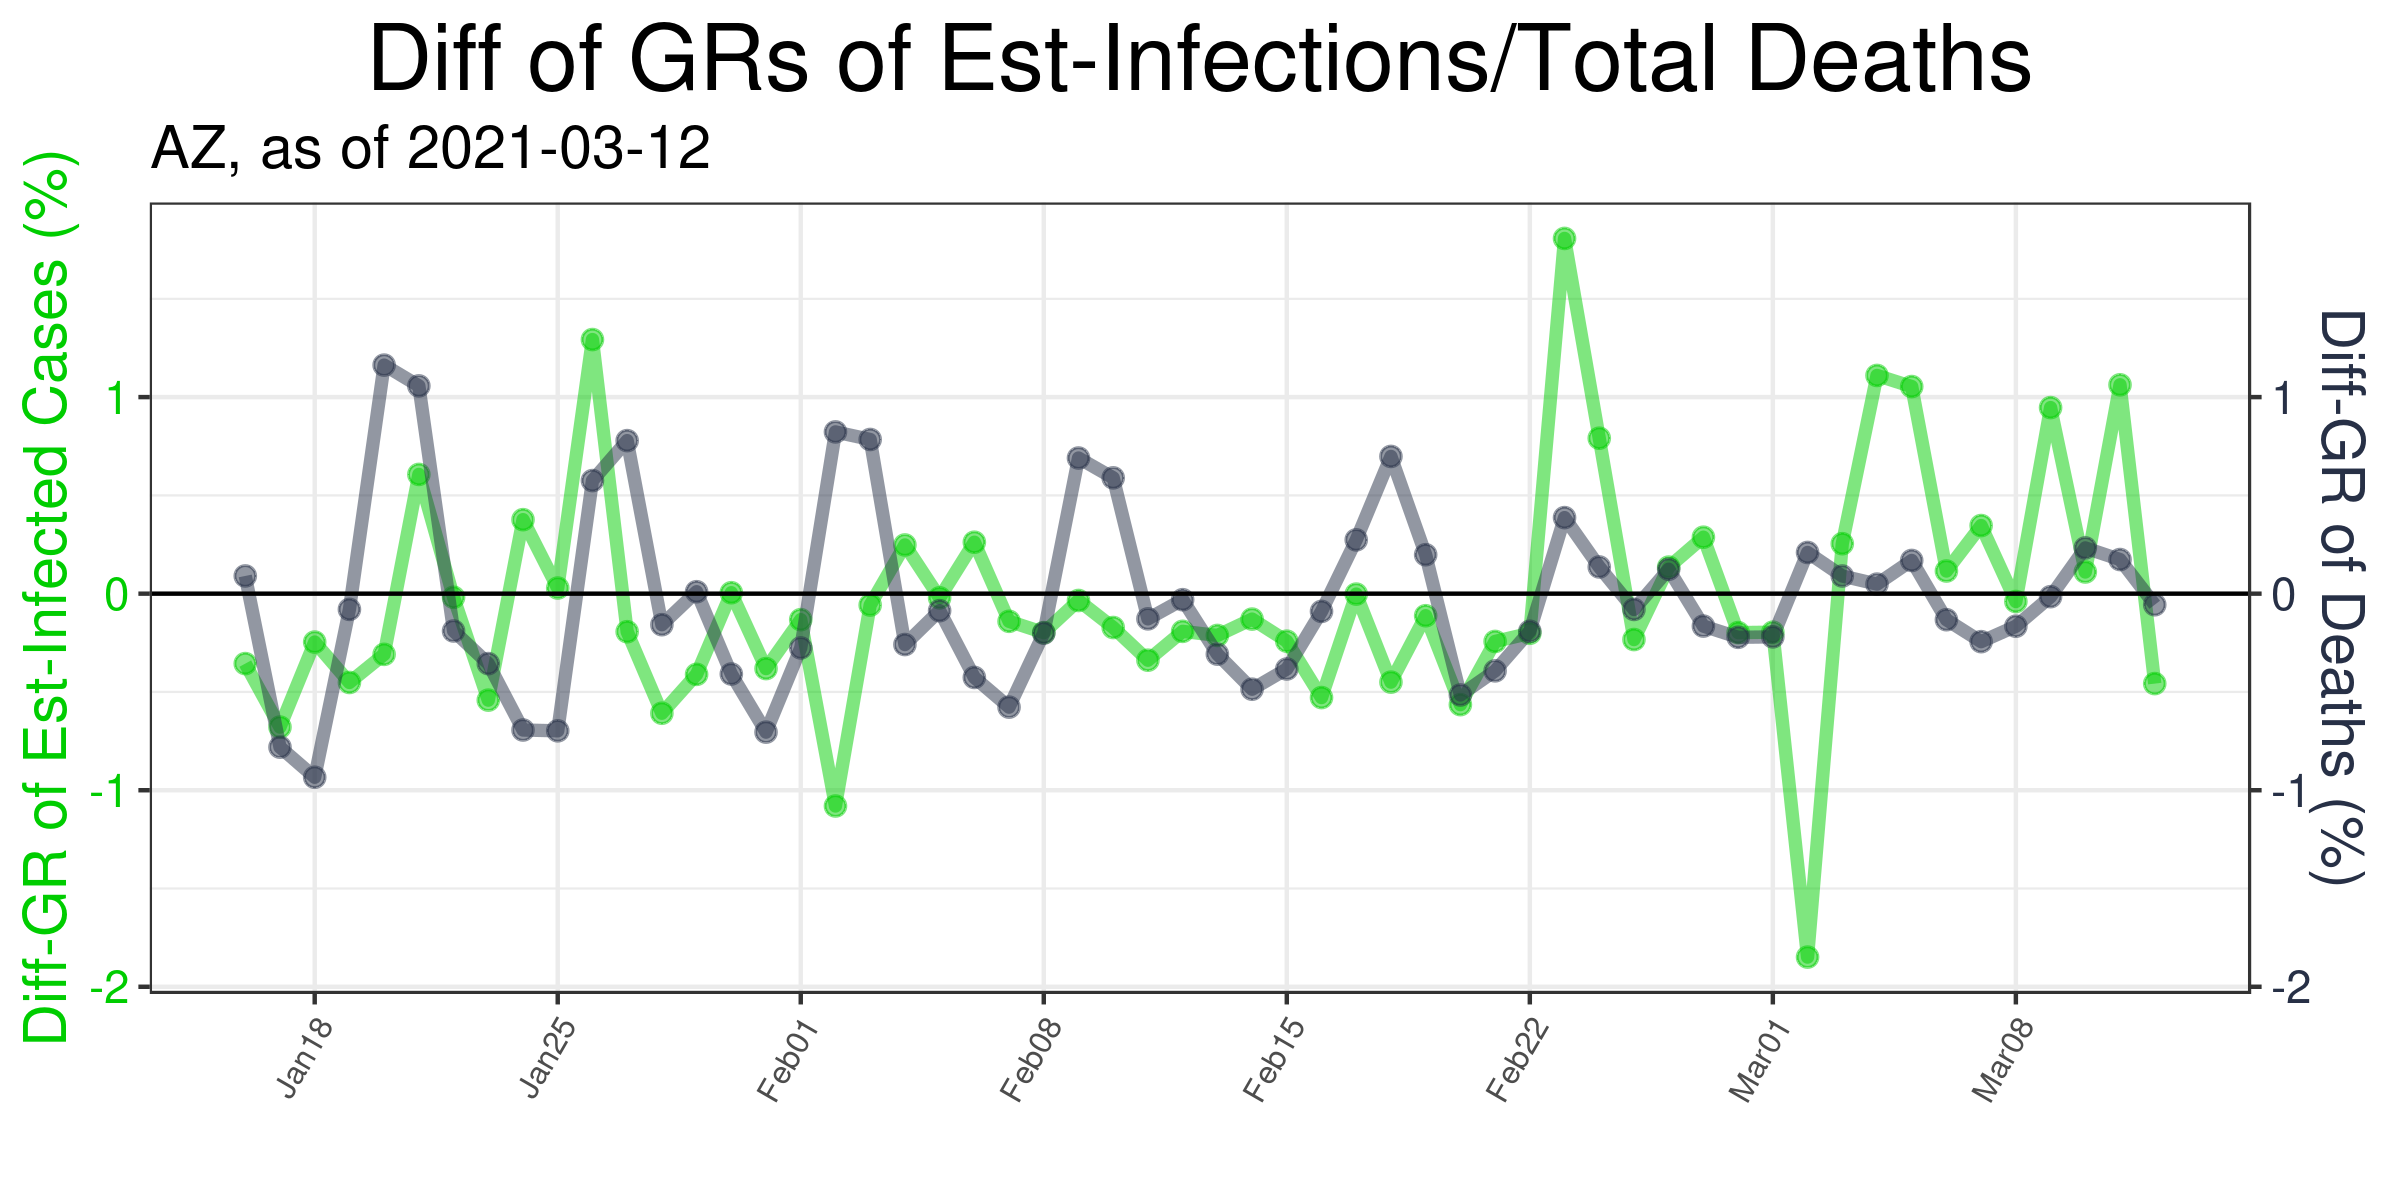 Diff of GRs of Est-Infections/Total Deaths
AZ, as of 2021-03-12
Diff-GR of Est-Infected Cases (%)
1
0
-1
-2
1
0
-1
-2
Diff-GR of Deaths (%)
Jan18
Jan25
Feb01
Feb08
Feb15
Feb22
Mar01
Mar08